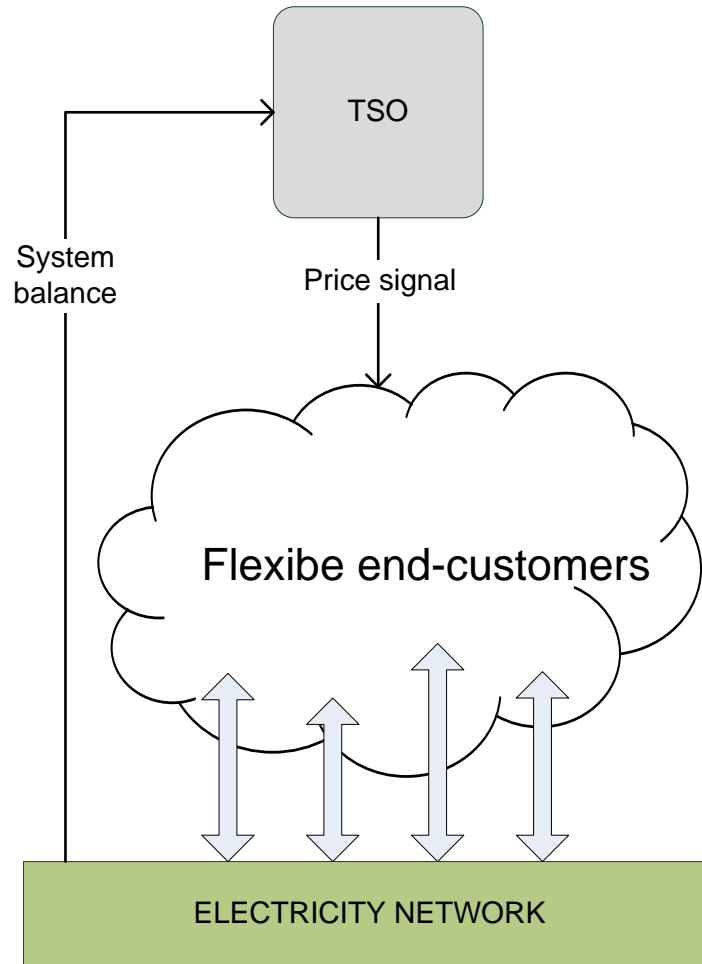 TSO
System
balance
Price signal
Flexibe end-customers
ELECTRICITY NETWORK